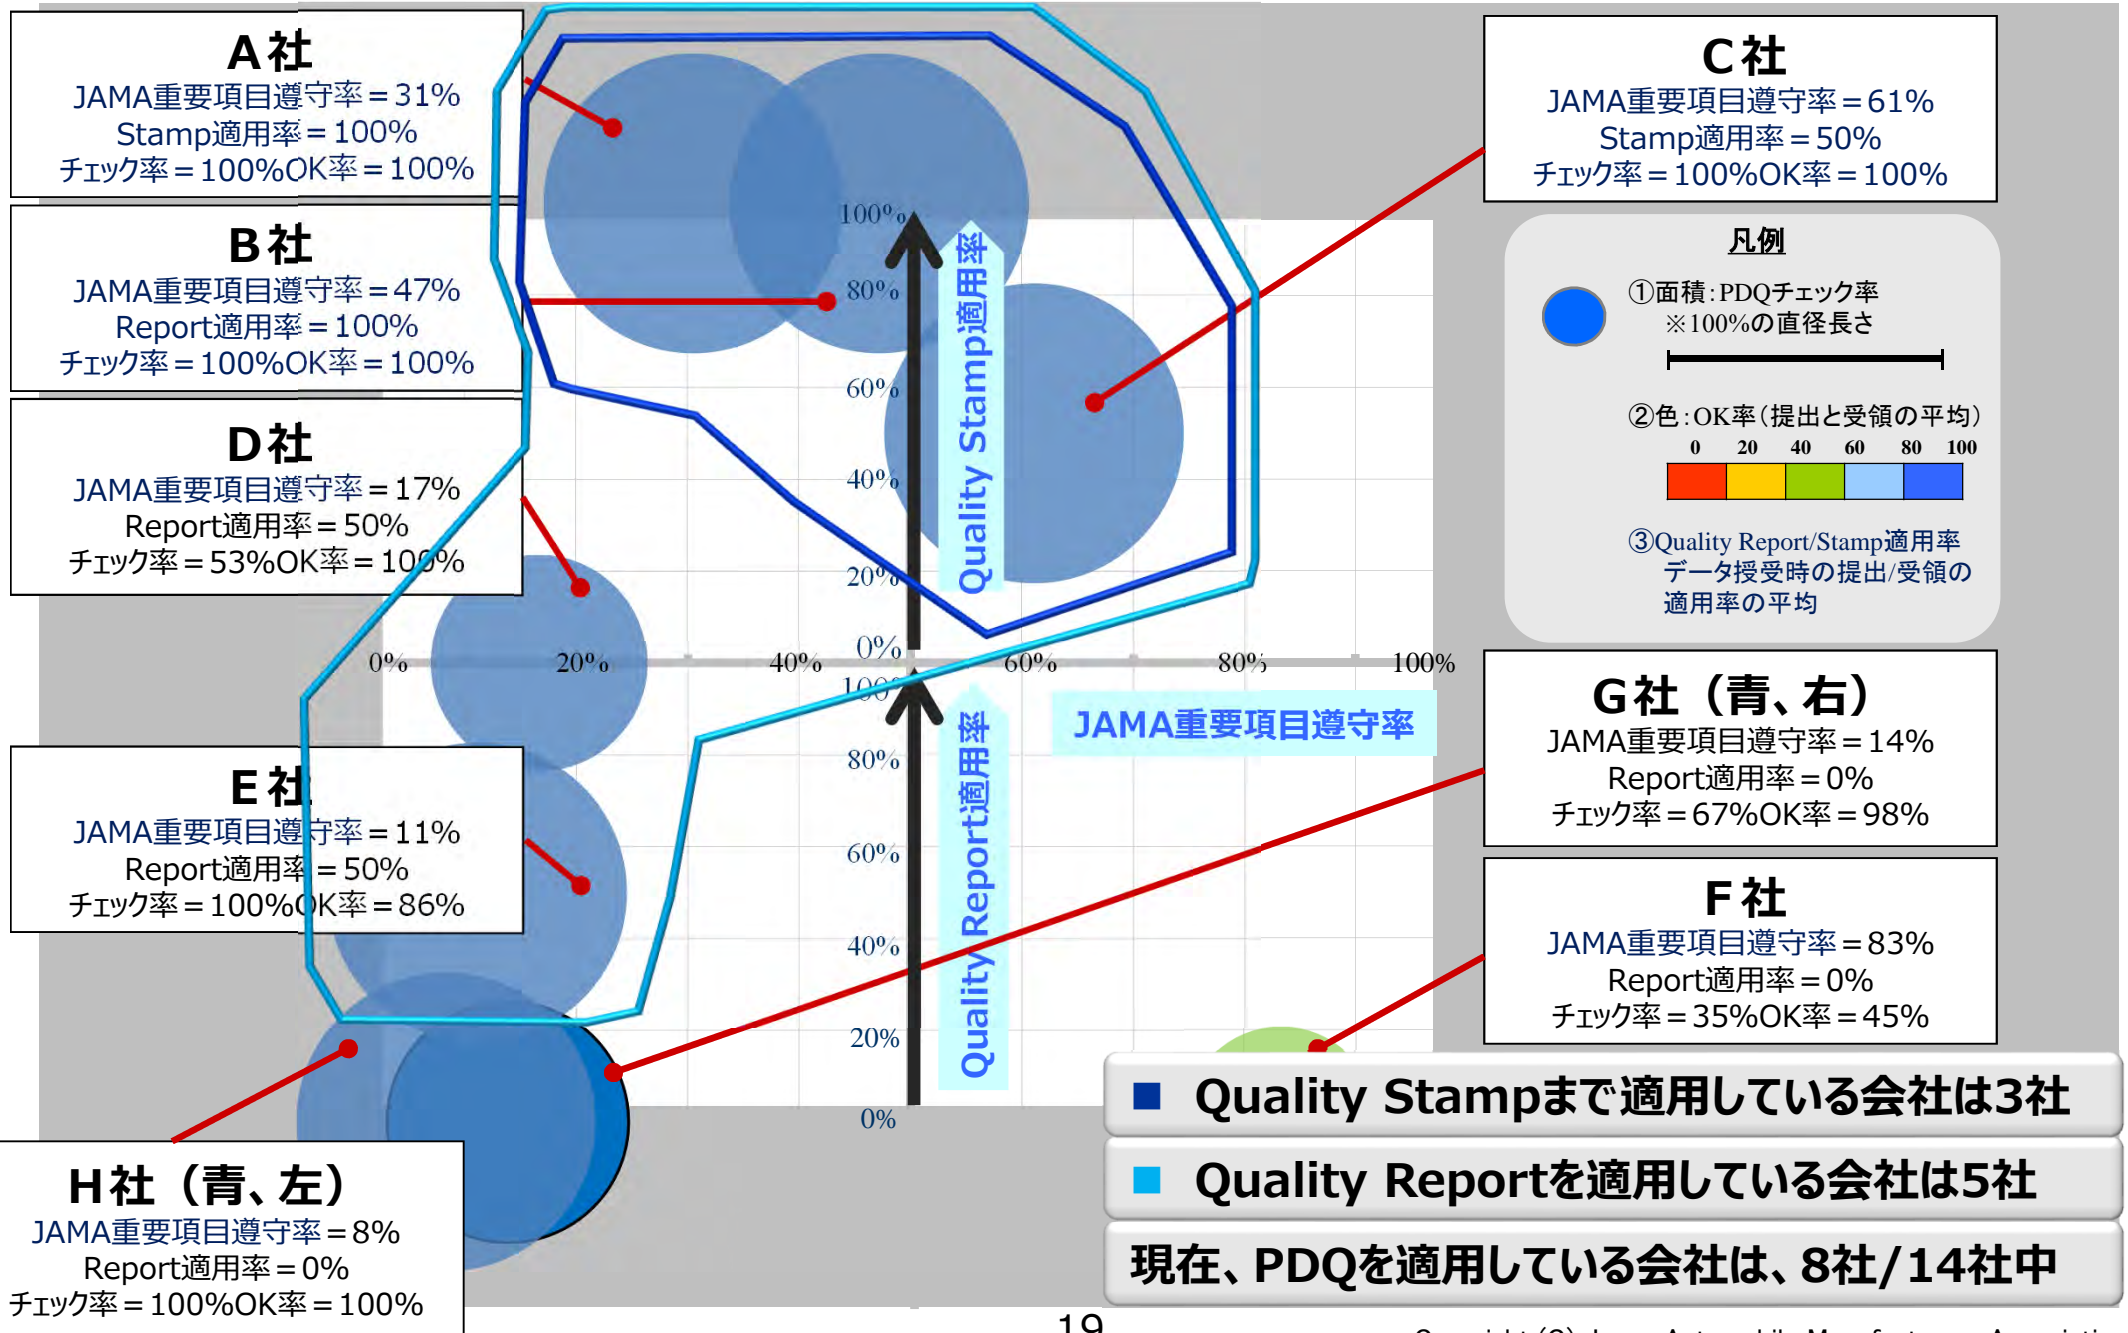 A社
JAMA重要項目遵守率＝31%
Stamp適用率＝100%
チェック率＝100%OK率＝100%
B社
JAMA重要項目遵守率＝47%
Report適用率＝100%
チェック率＝100%OK率＝100%
D社
JAMA重要項目遵守率＝17%
Report適用率＝50%
チェック率＝53%OK率＝100%
E社
JAMA重要項目遵守率＝11%
Report適用率＝50%
チェック率＝100%OK率＝86%
H社（青、左）
JAMA重要項目遵守率＝8%
Report適用率＝0%
チェック率＝100%OK率＝100%
100%
80%
60%
40%
20%
0%
Quality Stamp適用率
0% 20% 40% 60% 80% 100%
JAMA重要項目遵守率
100%
80%
60%
40%
20%
0%
Quality Report適用率
C社
JAMA重要項目遵守率＝61%
Stamp適用率＝50%
チェック率＝100%OK率＝100%
凡例
①面積：PDQチェック率
※100%の直径長さ
②色：OK率（提出と受領の平均）
0 20 40 60 80 100
③Quality Report/Stamp適用率
データ授受時の提出/受領の
適用率の平均
G社（青、右）
JAMA重要項目遵守率＝14%
Report適用率＝0%
チェック率＝67%OK率＝98%
F社
JAMA重要項目遵守率＝83%
Report適用率＝0%
チェック率＝35%OK率＝45%
■ Quality Stampまで適用している会社は3社
■ Quality Reportを適用している会社は5社
現在、PDQを適用している会社は、8社/14社中
19